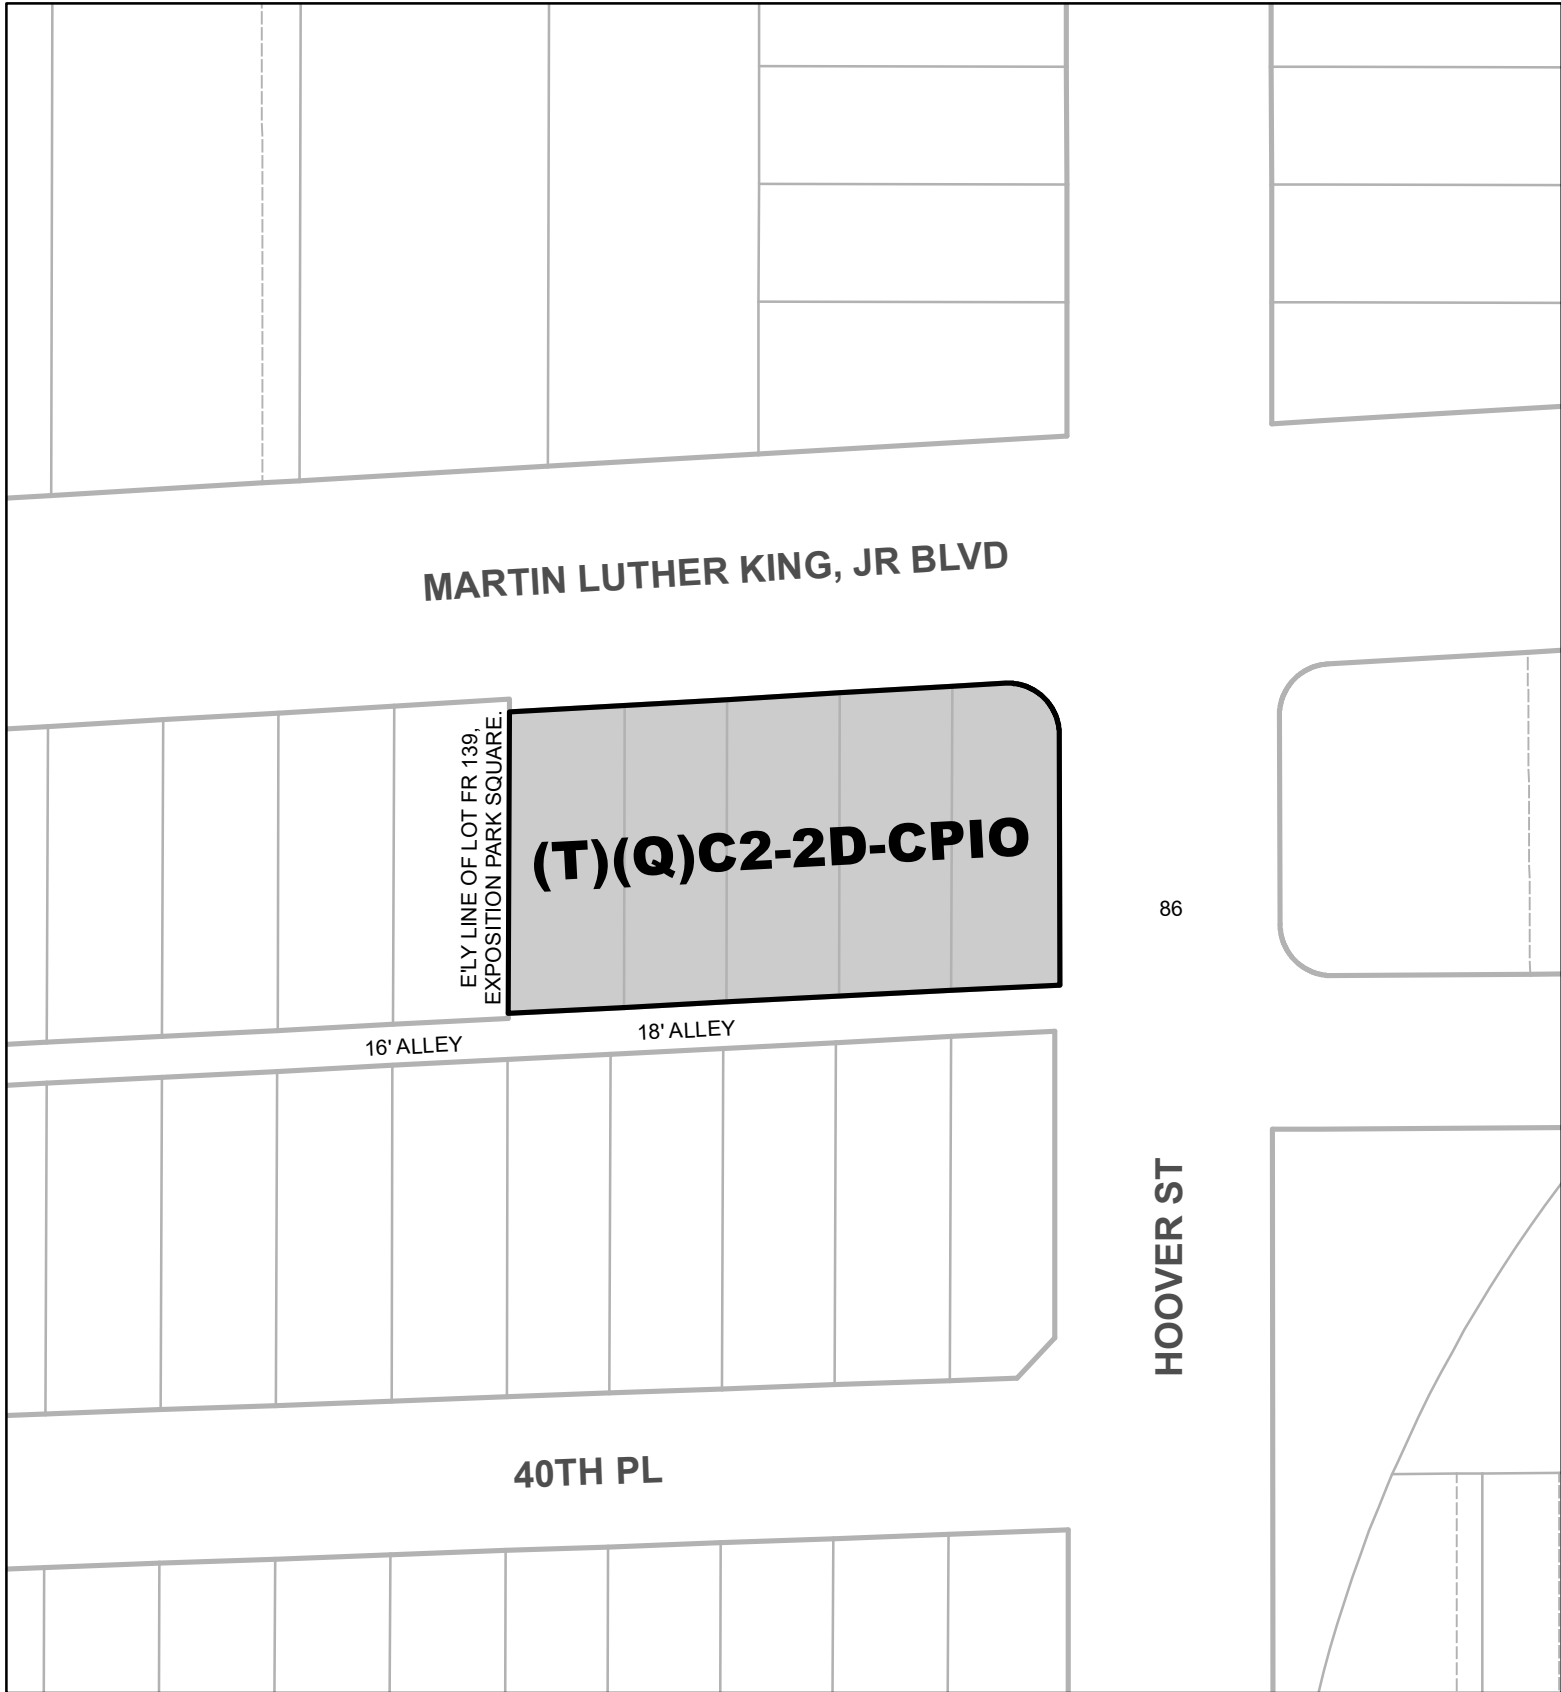 MARTIN LUTHER KING, JR BLVD
E'LY LINE OF LOT FR 139,
EXPOSITION PARK SQUARE.
(T)(Q)C2-2D-CPIO
86
16' ALLEY
18' ALLEY
HOOVER ST
40TH PL